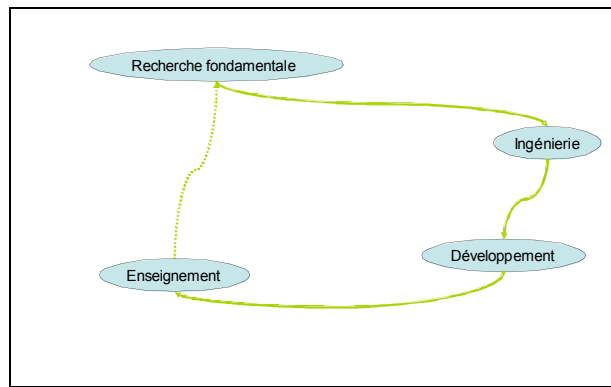 Recherche fondamentale
Ingénierie
Développement
Enseignement